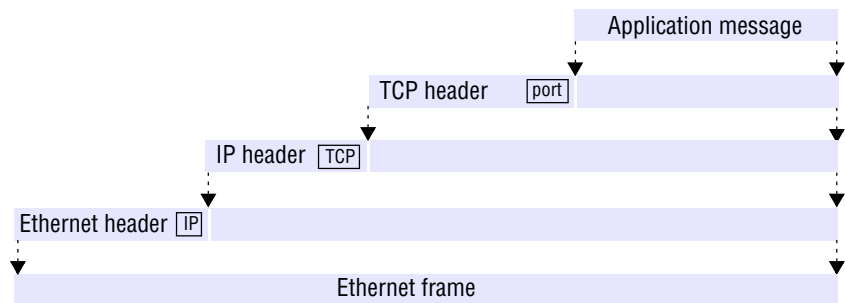 Application message
TCP header port
IP header TCP
Ethernet header IP
Ethernet frame